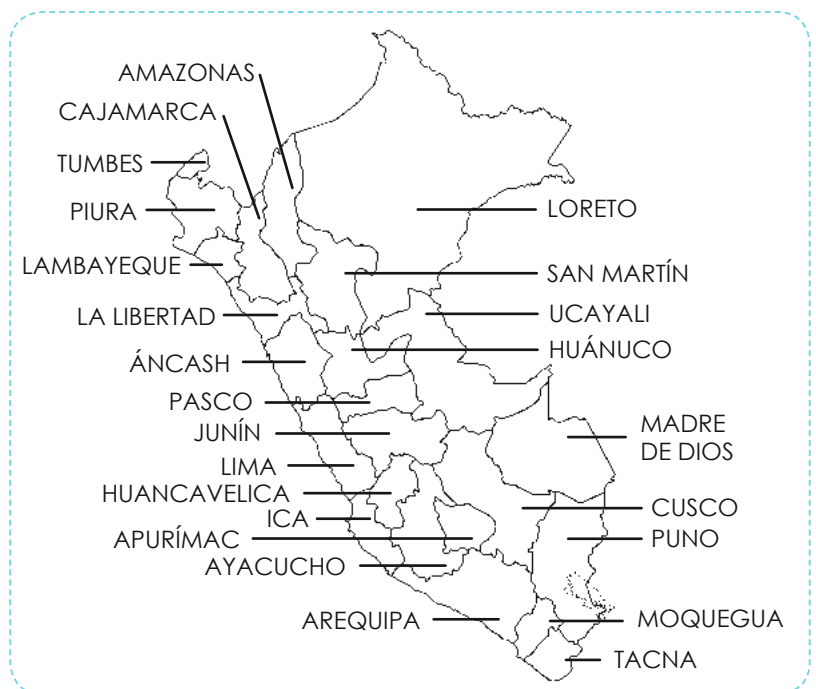 AMAZONAS
CAJAMARCA
TUMBES
PIURA
LAMBAYEQUE
LA LIBERTAD
ÁNCASH
PASCO
JUNÍN
LIMA
HUANCAVELICA
ICA
APURÍMAC
AYACUCHO
AREQUIPA
LORETO
SAN MARTÍN
UCAYALI
HUÁNUCO
MADRE
DE DIOS
CUSCO
PUNO
MOQUEGUA
TACNA